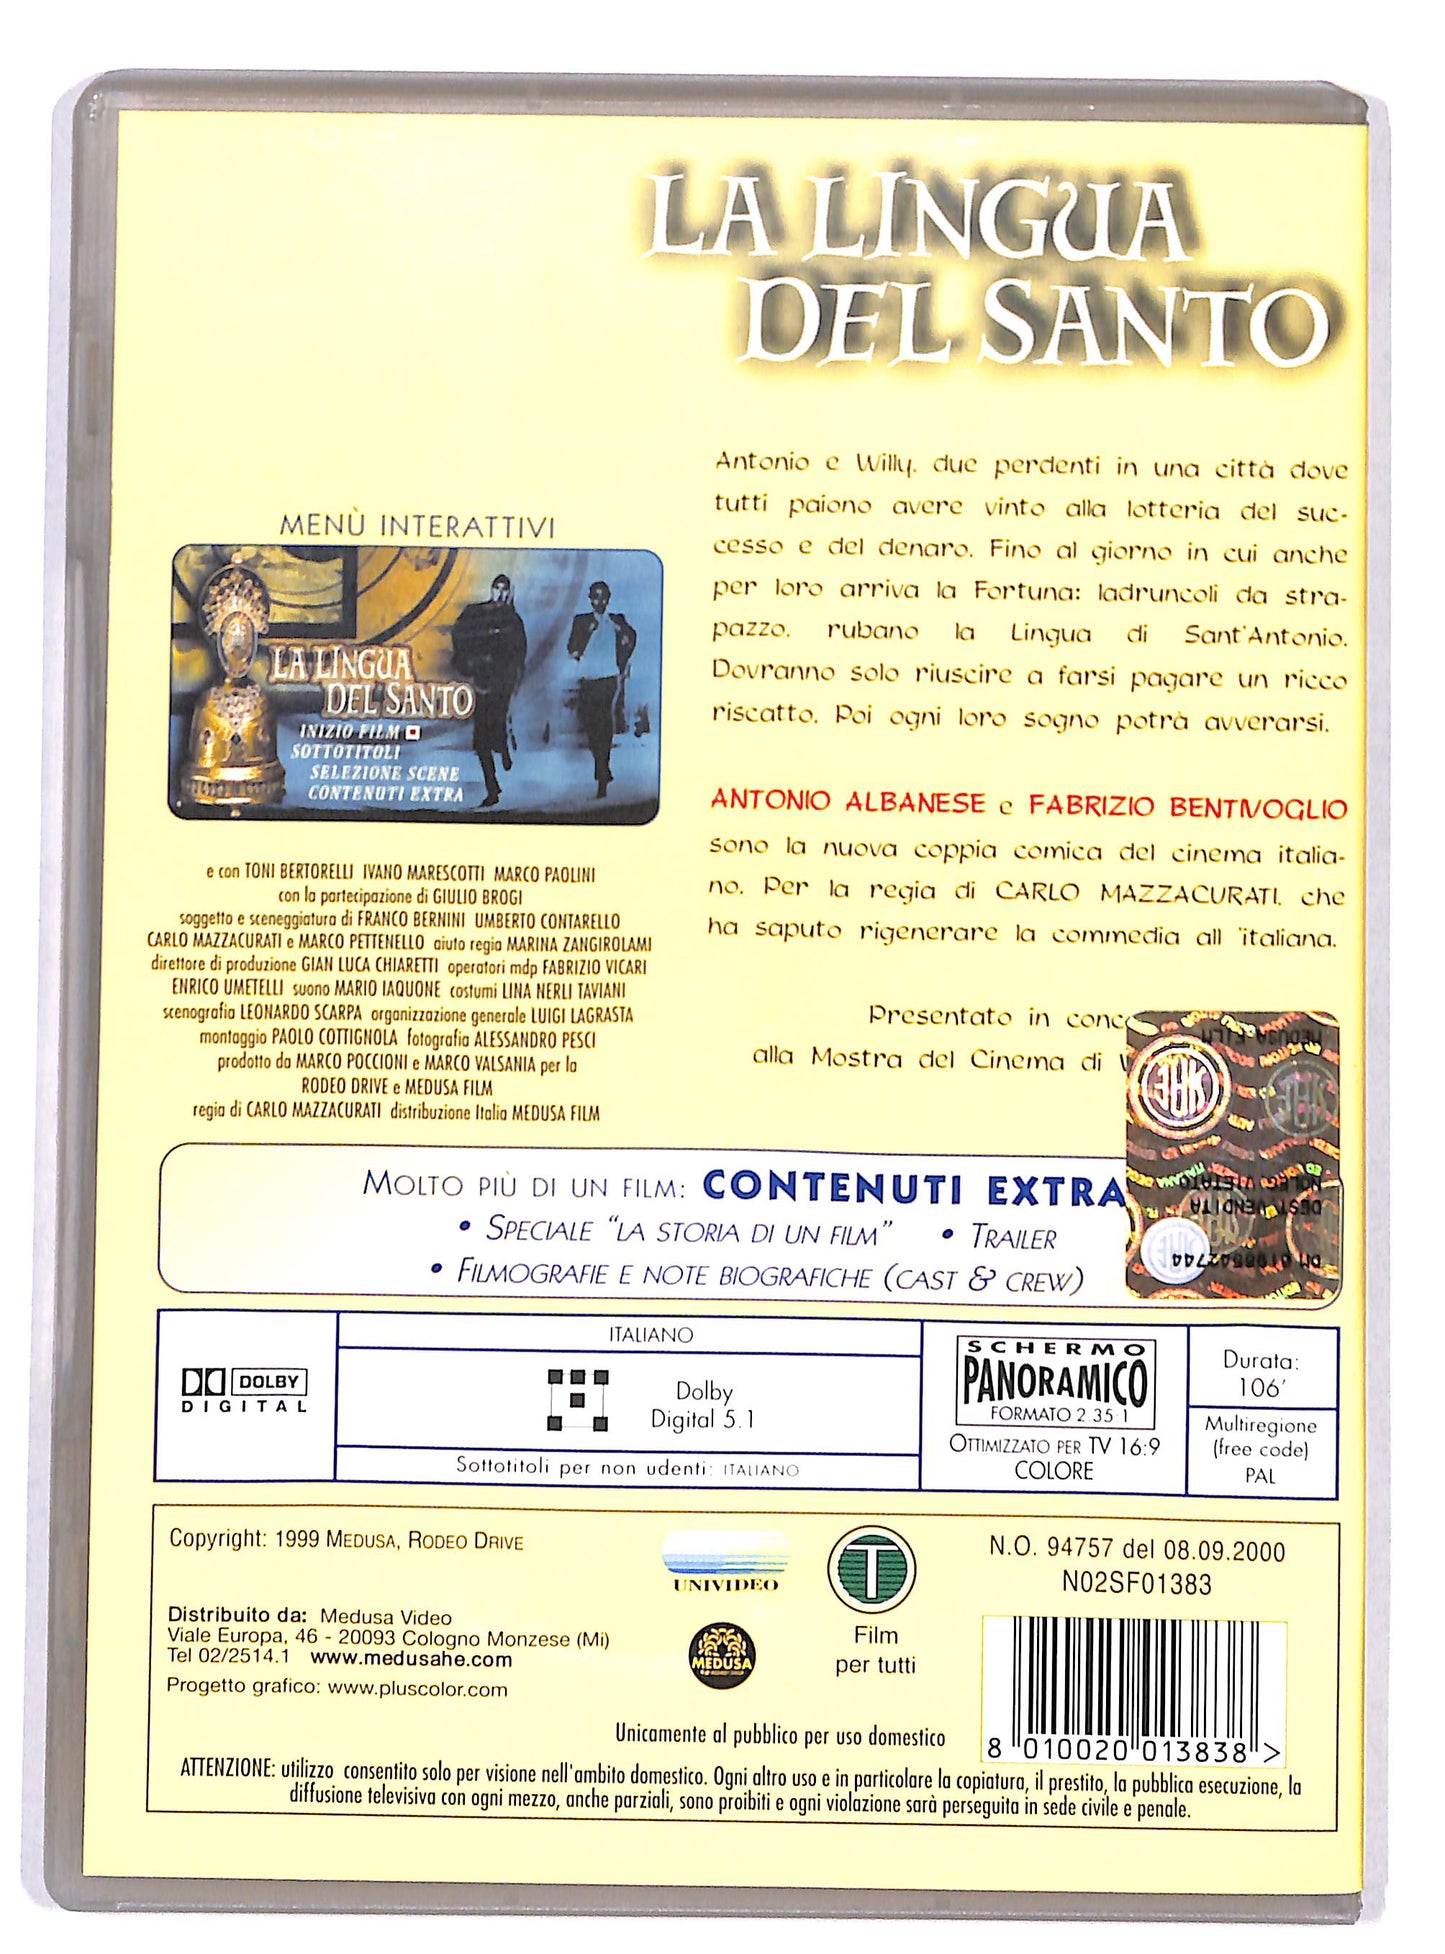 LA LINGUA
DEL SANTO
Antonio e Willy, due perdenti in una città dove
tutti paiono avere vinto alla lotteria del suc-
cesso e del denaro. Fino al giorno in cui anche
per loro arriva la Fortuna: ladruncoli da stra-
pazzo, rubano la Lingua di Sant'Antonio.
Dovranno solo riuscire a farsi pagare un ricco
riscatto. Poi ogni loro sogno potrà avverarsi.
ANTONIO ALBANESE e FABRIZIO BENTIVOGLIO
sono la nuova coppia comica del cinema italia-
no. Per la regia di CARLO MAZZACURATI, che
ha saputo rigenerare la commedia all 'italiana.
Presentato in conc
alla Mostra del Cinema di V
MENÙ INTERATTIVI
LA LINGUA
DEL SANTO
INIZIO FILM
SOTTOTITOLI
SELEZIONE SCENE
CONTENUTI EXTRA
e con TONI BERTORELLI IVANO MARESCOTTI MARCO PAOLINI
con la partecipazione di GIULIO BROGI
soggetto e sceneggiatura di FRANCO BERNINI UMBERTO CONTARELLO
CARLO MAZZACURATI e MARCO PETTENELLO aiuto regia MARINA ZANGIROLAMI
direttore di produzione GIAN LUCA CHIARETTI operatori mdp FABRIZIO VICARI
ENRICO UMETELLI suono MARIO IAQUONE costumi LINA NERLI TAVIANI
scenografia LEONARDO SCARPA organizzazione generale LUIGI LAGRASTA
montaggio PAOLO COTTIGNOLA fotografia ALESSANDRO PESCI
prodotto da MARCO POCCIONI e MARCO VALSANIA per la
RODEO DRIVE e MEDUSA FILM
regia di CARLO MAZZACURATI distribuzione Italia MEDUSA FILM
MEDUSA FILM
NOLEG. VIETATO
DEST. VENDITA
MOLTO PIÙ DI UN FILM: CONTENUTI EXTRA
• SPECIALE "LA STORIA DI UN FILM" • TRAILER
• FILMOGRAFIE E NOTE BIOGRAFICHE (CAST & CREW)
DOLBY
DIGITAL
ITALIANO
Dolby
Digital 5.1
Sottotitoli per non udenti: ITALIANO
SCHERMO
PANORAMICO
FORMATO 2.35:1
OTTIMIZZATO PER TV 16:9
COLORE
Durata:
106'
Multiregione
(free code)
PAL
Copyright: 1999 MEDUSA, RODEO DRIVE
Distribuito da: Medusa Video
Viale Europa, 46 - 20093 Cologno Monzese (Mi)
Tel 02/2514.1 www.medusahe.com
Progetto grafico: www.pluscolor.com
UNIVIDEO
MEDUSA
T
Film
per tutti
N.O. 94757 del 08.09.2000
N02SF01383
8 010020 013838 >
Unicamente al pubblico per uso domestico
ATTENZIONE: utilizzo consentito solo per visione nell'ambito domestico. Ogni altro uso e in particolare la copiatura, il prestito, la pubblica esecuzione, la
diffusione televisiva con ogni mezzo, anche parziali, sono proibiti e ogni violazione sarà perseguita in sede civile e penale.